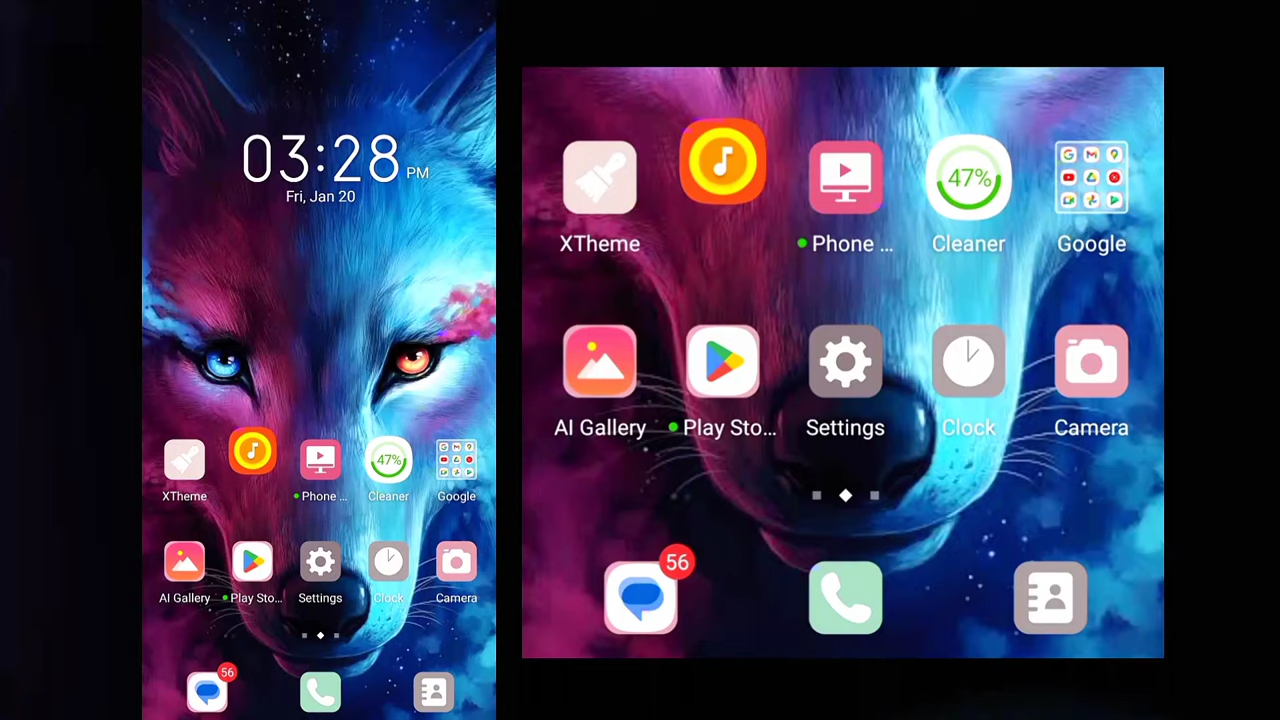 03:28 PM
Fri, Jan 20
47%
XTheme
Phone ...
Cleaner
Google
AI Gallery
Play Sto...
Settings
Clock
Camera
56
47%
XTheme
Phone ...
Cleaner
Google
AI Gallery
Play Sto...
Settings
Clock
Camera
56